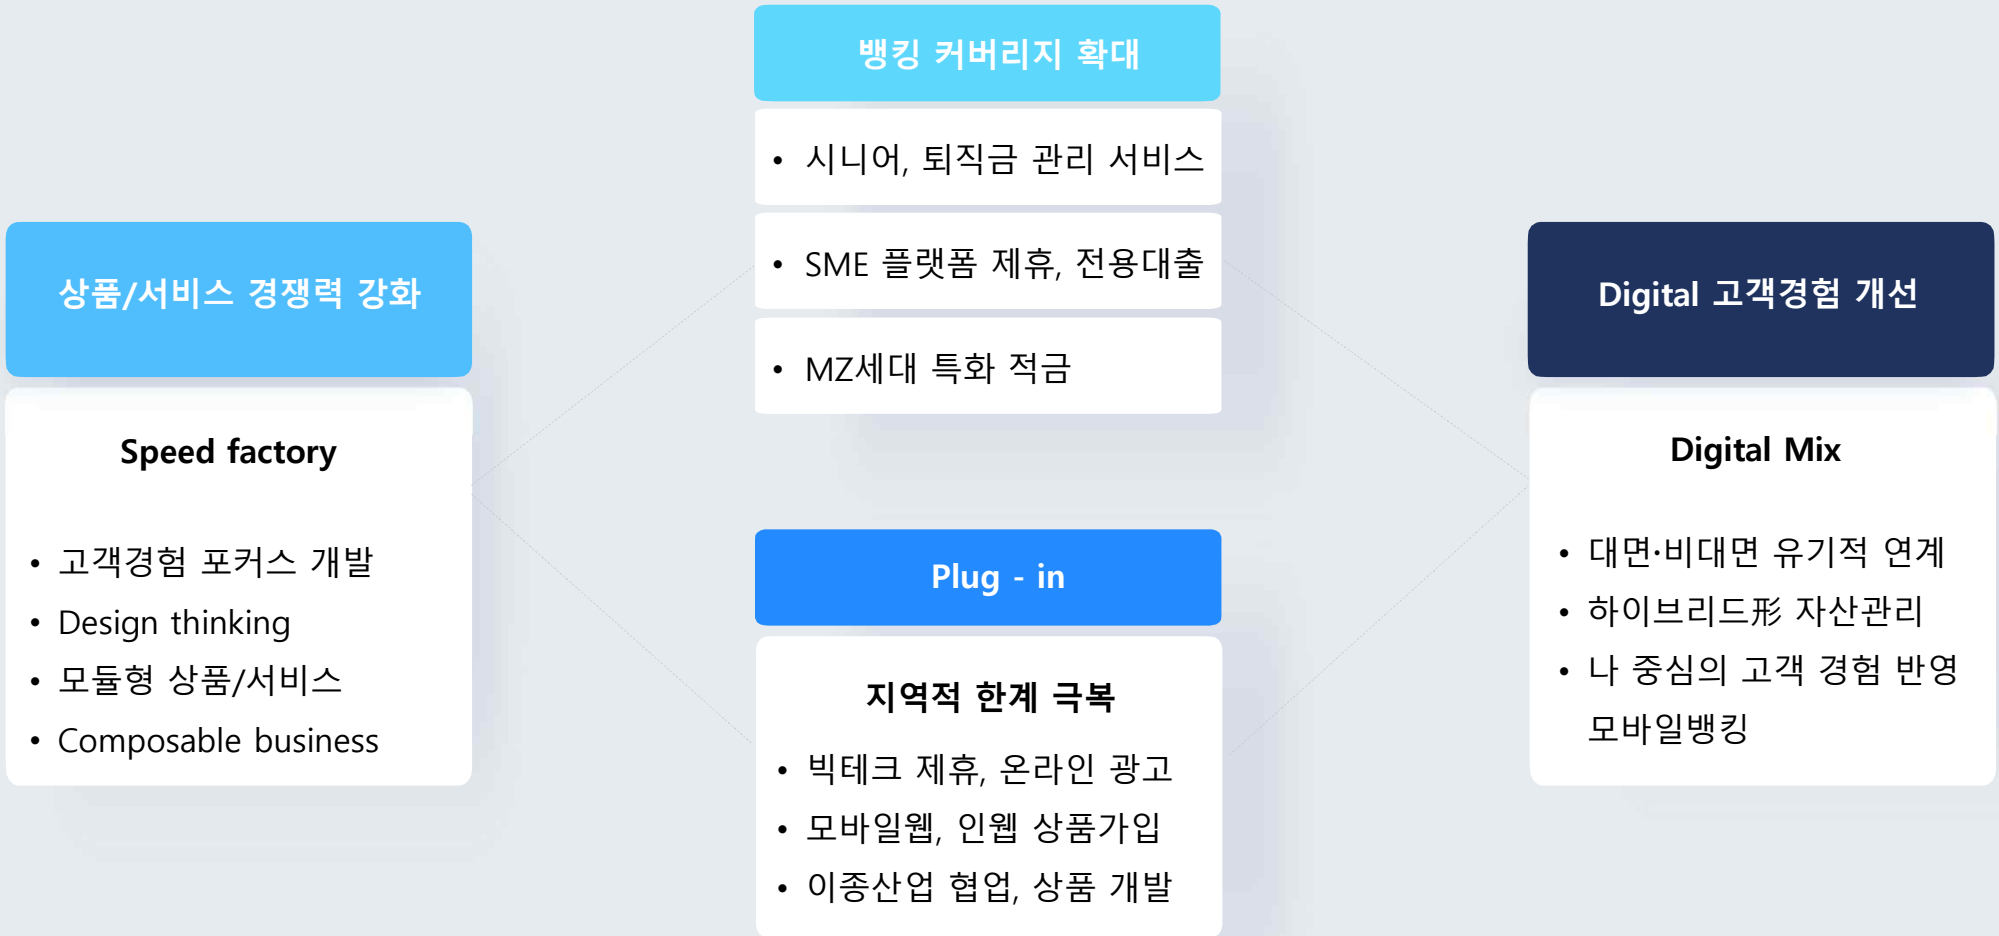 뱅킹 커버리지 확대
• 시니어, 퇴직금 관리 서비스
• SME 플랫폼 제휴, 전용대출
• MZ세대 특화 적금
상품/서비스 경쟁력 강화
Speed factory
• 고객경험 포커스 개발
• Design thinking
• 모듈형 상품/서비스
• Composable business
Plug - in
지역적 한계 극복
• 빅테크 제휴, 온라인 광고
• 모바일웹, 인웹 상품가입
• 이종산업 협업, 상품 개발
Digital 고객경험 개선
Digital Mix
• 대면·비대면 유기적 연계
• 하이브리드形 자산관리
• 나 중심의 고객 경험 반영
모바일뱅킹